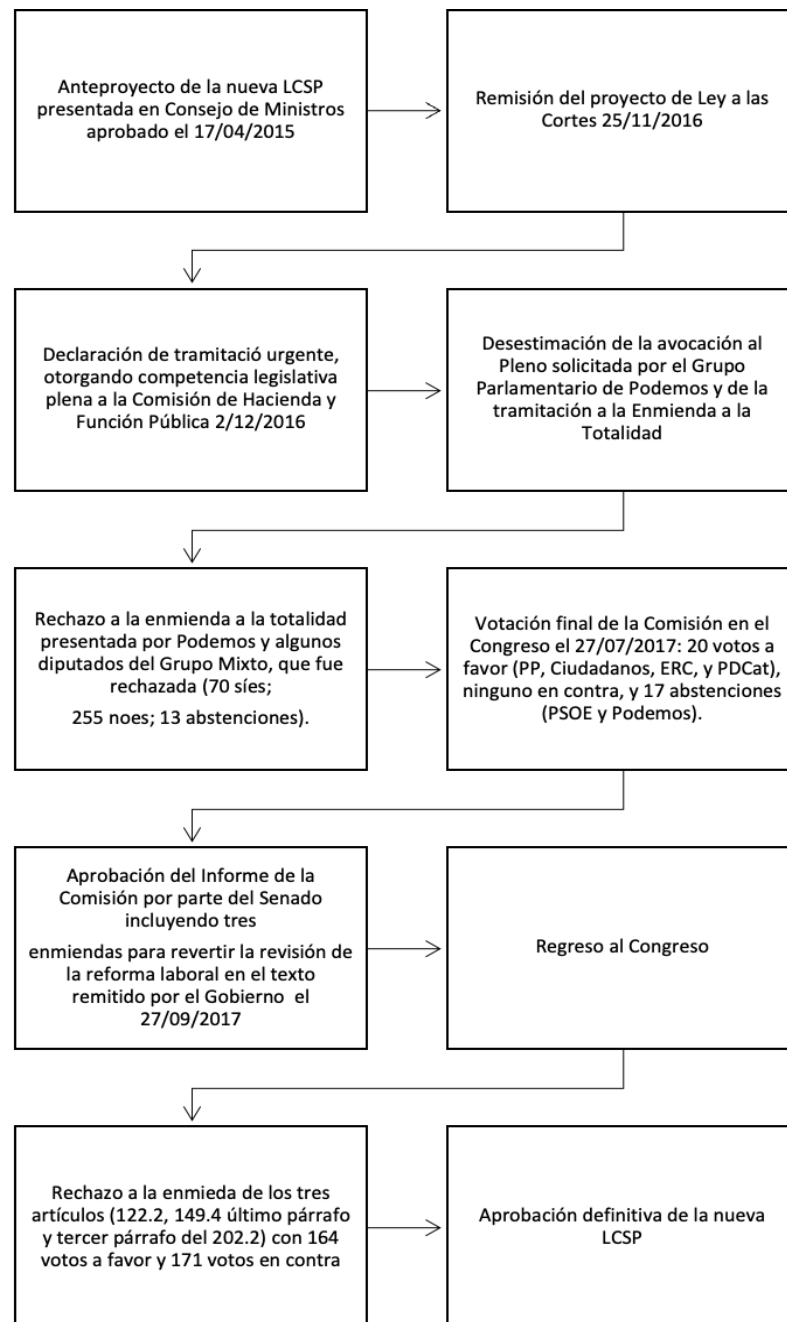 Anteproyecto de la nueva LCSP
presentada en Consejo de Ministros
aprobado el 17/04/2015
Remisión del proyecto de Ley a las
Cortes 25/11/2016
Declaración de tramitació urgente,
otorgando competencia legislativa
plena a la Comisión de Hacienda y
Función Pública 2/12/2016
Desestimación de la avocación al
Pleno solicitada por el Grupo
Parlamentario de Podemos y de la
tramitación a la Enmienda a la
Totalidad
Rechazo a la enmienda a la totalidad
presentada por Podemos y algunos
diputados del Grupo Mixto, que fue
rechazada (70 síes;
255 noes; 13 abstenciones).
Votación final de la Comisión en el
Congreso el 27/07/2017: 20 votos a
favor (PP, Ciudadanos, ERC, y PDCat),
ninguno en contra, y 17 abstenciones
(PSOE y Podemos).
Aprobación del Informe de la
Comisión por parte del Senado
incluyendo tres
enmiendas para revertir la revisión de
la reforma laboral en el texto
remitido por el Gobierno el
27/09/2017
Regreso al Congreso
Rechazo a la enmieda de los tres
artículos (122.2, 149.4 último párrafo
y tercer párrafo del 202.2) con 164
votos a favor y 171 votos en contra
Aprobación definitiva de la nueva
LCSP